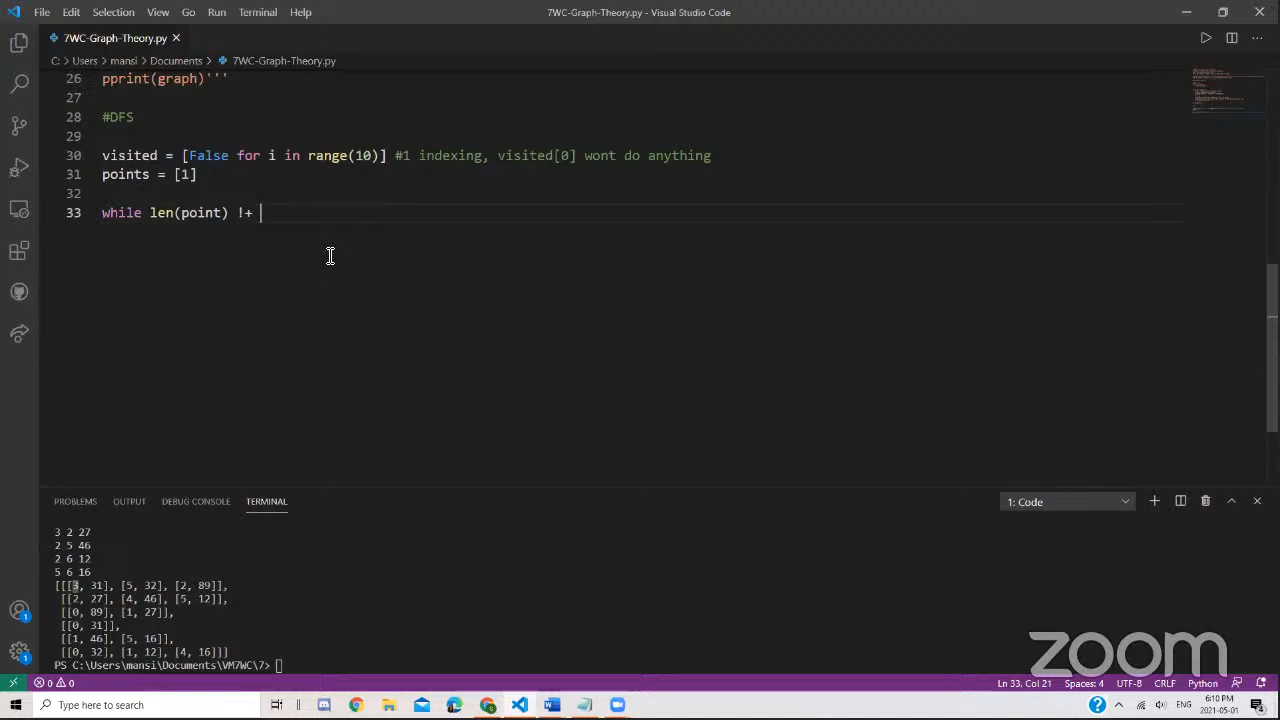 File Edit Selection View Go Run Terminal Help
7WC-Graph-Theory.py - Visual Studio Code
7WC-Graph-Theory.py
C: > Users > mansi > Documents > 7WC-Graph-Theory.py
26 pprint(graph)'''
27
28 #DFS
29
30 visited = [False for i in range(10)] #1 indexing, visited[0] wont do anything
31 points = [1]
32
33 while len(point) !+
PROBLEMS OUTPUT DEBUG CONSOLE TERMINAL
1: Code
3 2 27
2 5 46
2 6 12
5 6 16
[[[3, 31], [5, 32], [2, 89]],
[[2, 27], [4, 46], [5, 12]],
[[0, 89], [1, 27]],
[[0, 31]],
[[1, 46], [5, 16]],
[[0, 32], [1, 12], [4, 16]]]
PS C:\Users\mansi\Documents\VM7WC\7>
zoom
1
1
0 0
Ln 33, Col 21 Spaces: 4 UTF-8 CRLF Python
Type here to search
ENG
6:10 PM
2021-05-01